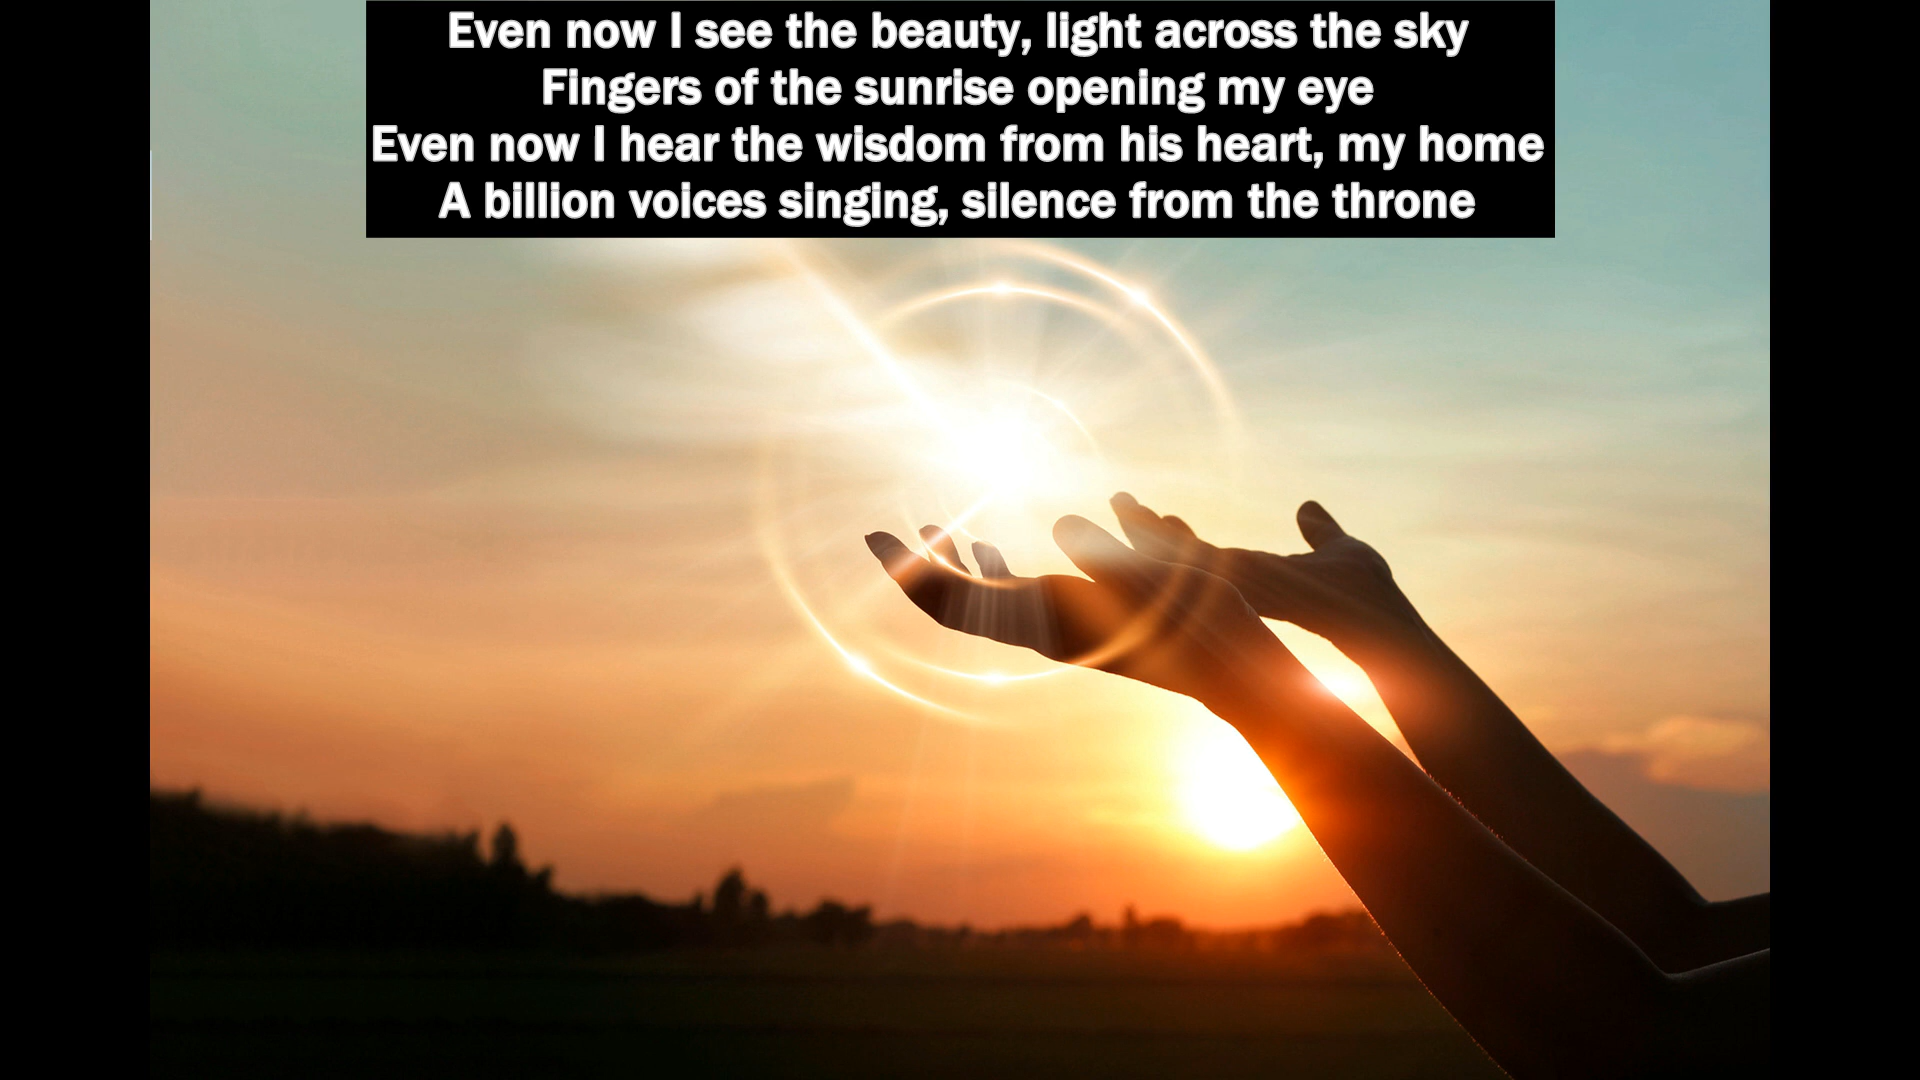 Even now I see the beauty, light across the sky
Fingers of the sunrise opening my eye
Even now I hear the wisdom from his heart, my home
A billion voices singing, silence from the throne